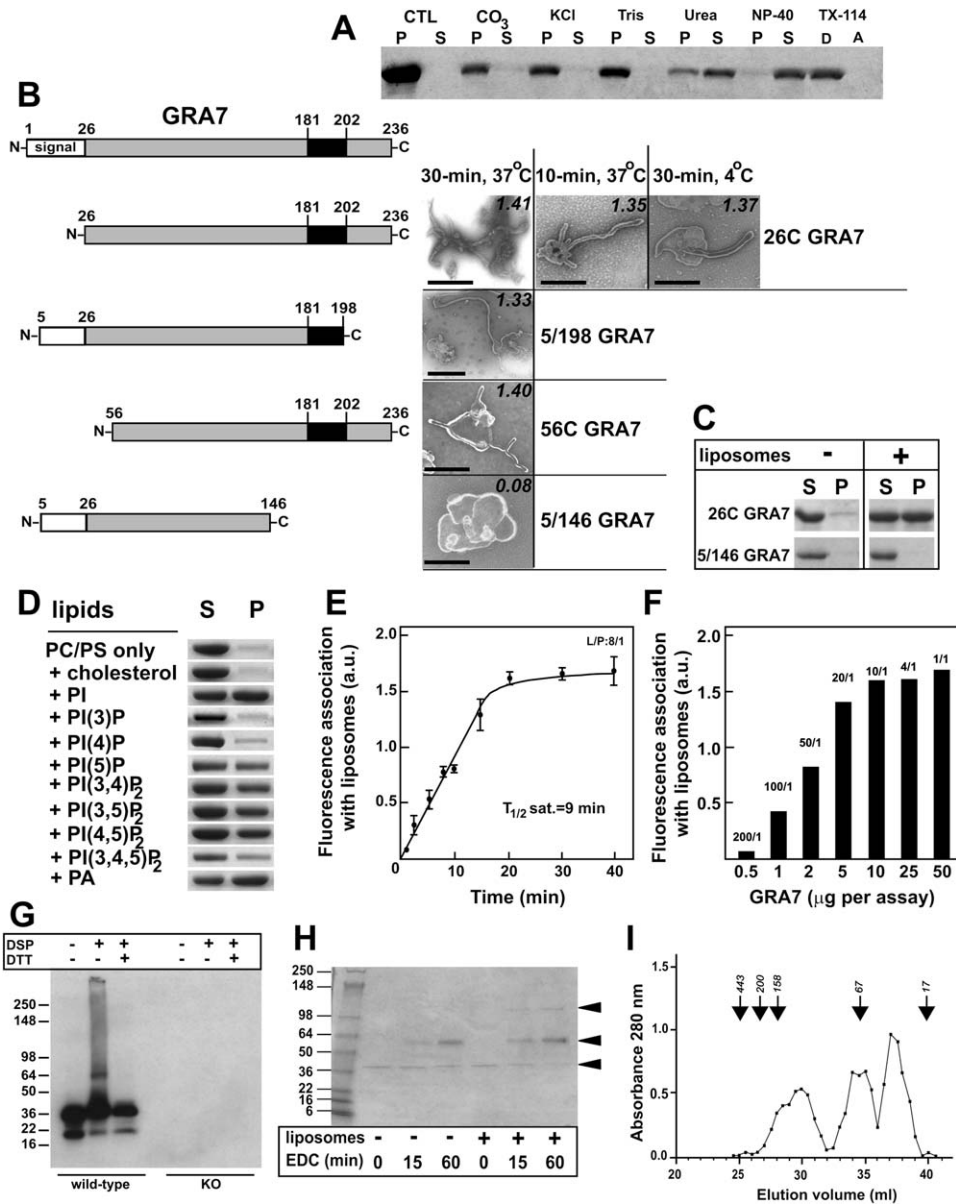 A
CTL CO3 KCl Tris Urea NP-40 TX-114
P S P S P S P S P S P S D A
B
GRA7
1 26 181 202 236
N- signal -C
26 181 202 236
N- -C
5 26 181 198
N- -C
56 181 202 236
N- -C
5 26 146
N- -C
30-min, 37°C 10-min, 37°C 30-min, 4°C
1.41 1.35 1.37 26C GRA7
1.33 5/198 GRA7
1.40 56C GRA7
0.08 5/146 GRA7
C
liposomes - +
S P S P
26C GRA7
5/146 GRA7
D
lipids S P
PC/PS only
+ cholesterol
+ PI
+ PI(3)P
+ PI(4)P
+ PI(5)P
+ PI(3,4)P2
+ PI(3,5)P2
+ PI(4,5)P2
+ PI(3,4,5)P2
+ PA
E
Fluorescence association
with liposomes (a.u.)
2.0
1.5
1.0
0.5
0
L/P:8/1
T1/2 sat.=9 min
0 10 20 30 40
Time (min)
F
Fluorescence association
with liposomes (a.u.)
2.0
1.5
1.0
0.5
200/1 100/1 50/1 20/1 10/1 4/1 1/1
0.5 1 2 5 10 25 50
GRA7 (µg per assay)
G
DSP - + + - + +
DTT - - + - - +
250
148
98
64
50
36
22
16
wild-type KO
H
250
148
98
64
36
22
16
6
liposomes - - - + + +
EDC (min) 0 15 60 0 15 60
I
Absorbance 280 nm
1.5
1.0
0.5
0.0
443 200 158 67 17
20 25 30 35 40
Elution volume (ml)